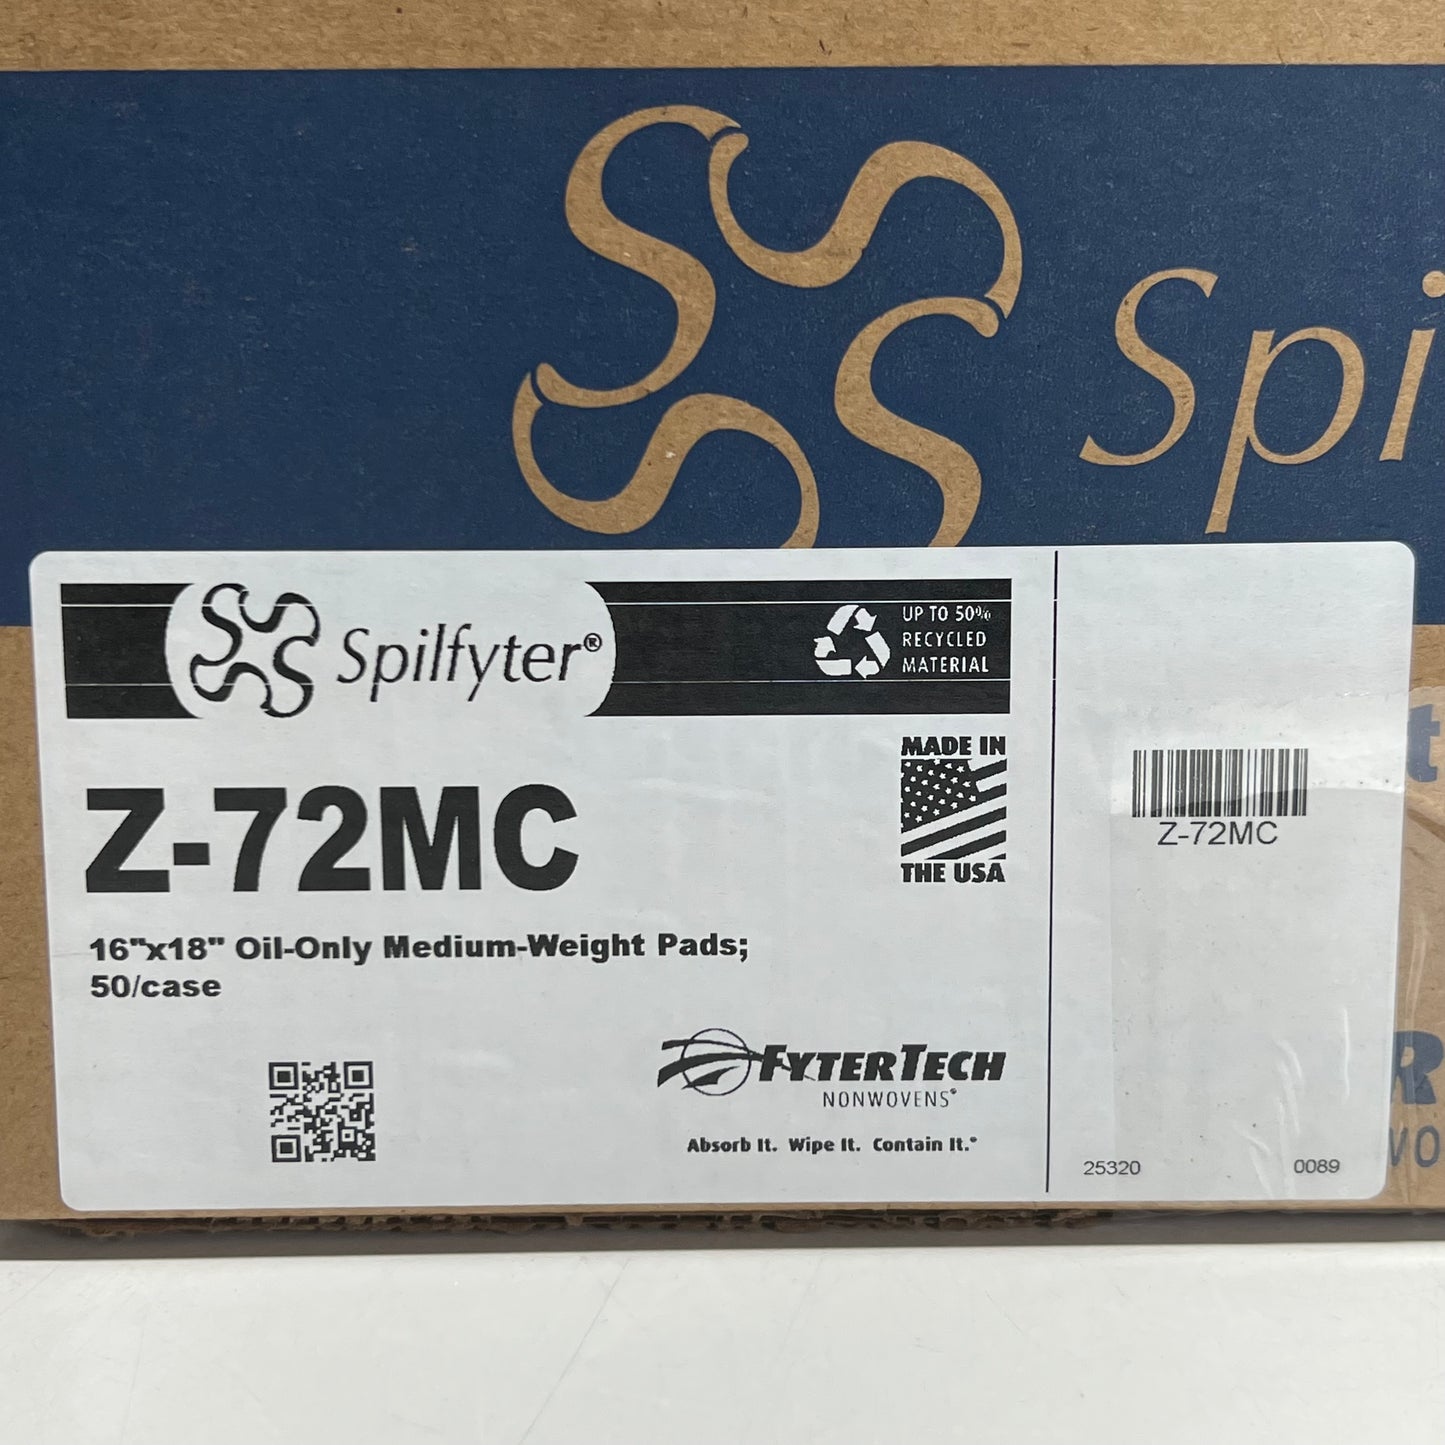 Spi
Spilfyter®
UP TO 50%
RECYCLED
MATERIAL
MADE IN
THE USA
Z-72MC
16"x18" Oil-Only Medium-Weight Pads;
50/case
FYTERTECH
NONWOVENS®
Absorb It. Wipe It. Contain It.®
Z-72MC
25320 0089
t
R
VO